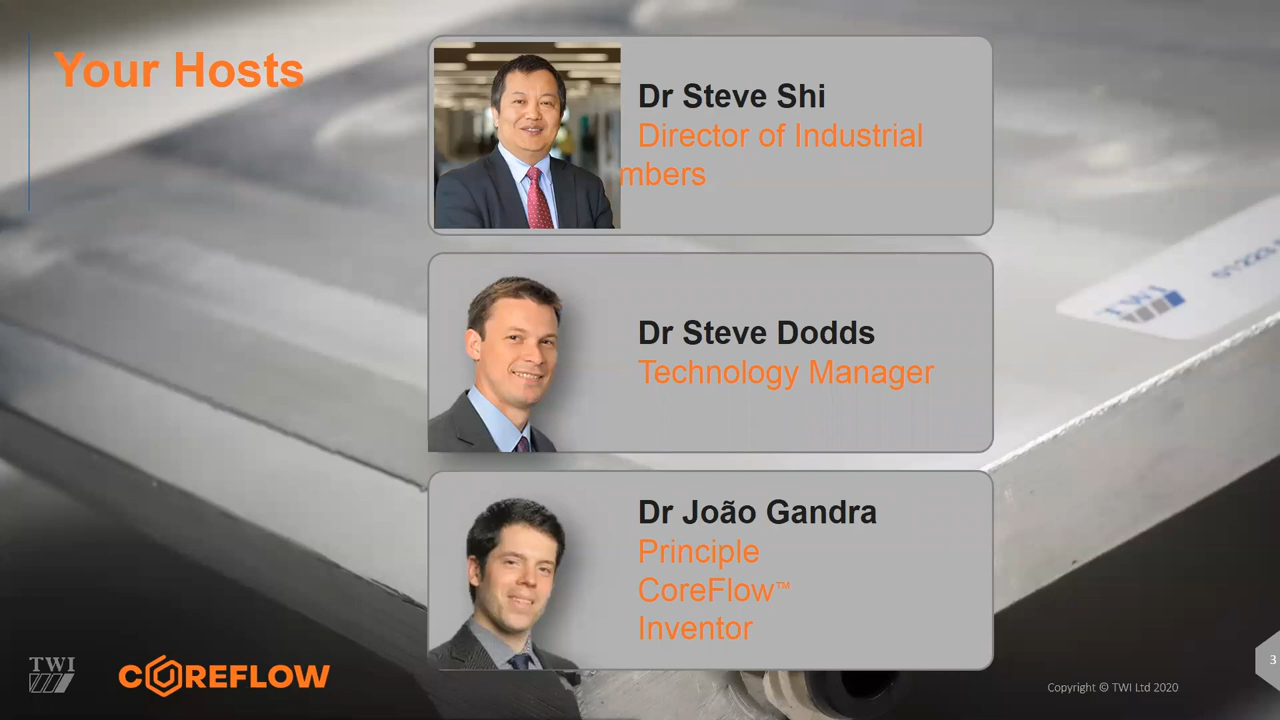 Your Hosts
Dr Steve Shi
Director of Industrial
mbers
Dr Steve Dodds
Technology Manager
Dr João Gandra
Principle
CoreFlow™
Inventor
TWI
TWI
COREFLOW
Copyright © TWI Ltd 2020
3